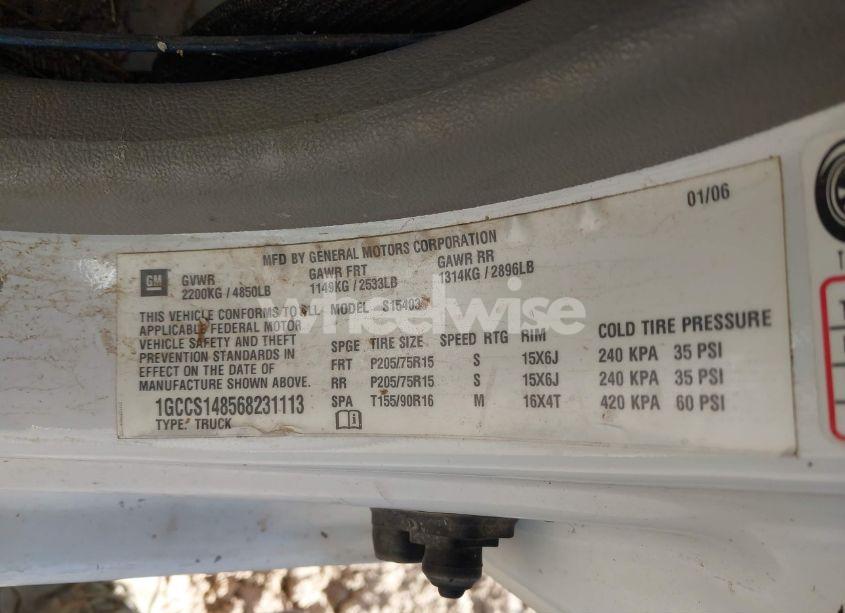 01/06
MFD BY GENERAL MOTORS CORPORATION
GM
GVWR GAWR FRT GAWR RR
2200KG / 4850LB 1149KG / 2533LB 1314KG / 2896LB
THIS VEHICLE CONFORMS TO ALL
APPLICABLE FEDERAL MOTOR
VEHICLE SAFETY AND THEFT
PREVENTION STANDARDS IN
EFFECT ON THE DATE OF
MANUFACTURE SHOWN ABOVE.
1GCCS148568231113
TYPE: TRUCK
MODEL S15403
SPGE TIRE SIZE SPEED RTG RIM COLD TIRE PRESSURE
FRT P205/75R15 S 15X6J 240 KPA 35 PSI
RR P205/75R15 S 15X6J 240 KPA 35 PSI
SPA T155/90R16 M 16X4T 420 KPA 60 PSI
wheelwise